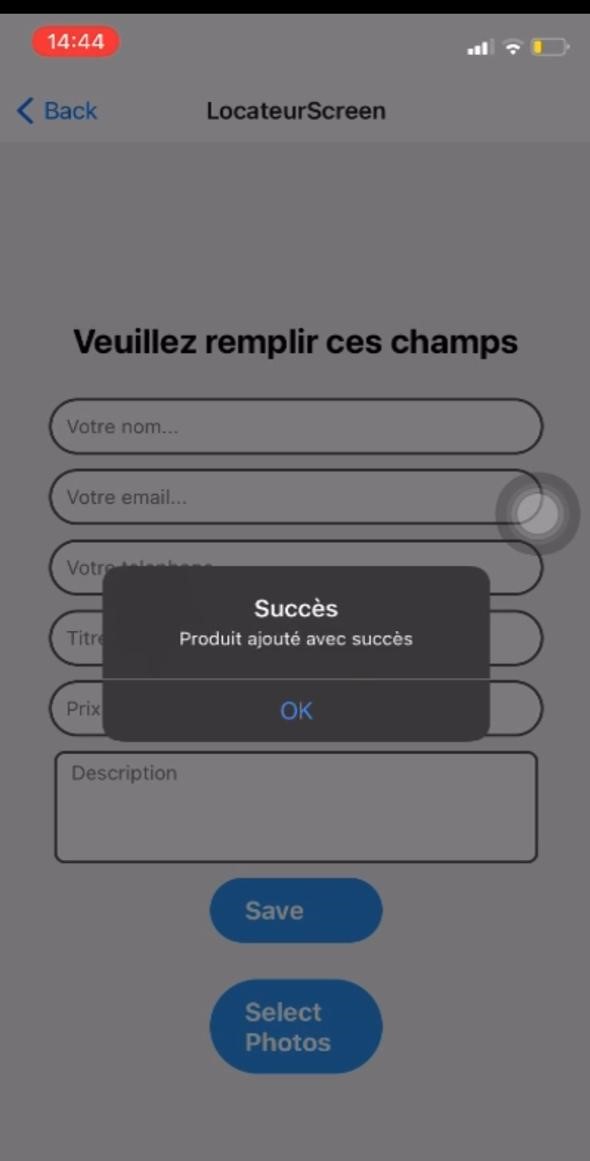 14:44
Back
LocateurScreen
Veuillez remplir ces champs
Votre nom...
Votre email...
Votre telephone
Titre
Succès
Produit ajouté avec succès
Prix
OK
Description
Save
Select
Photos